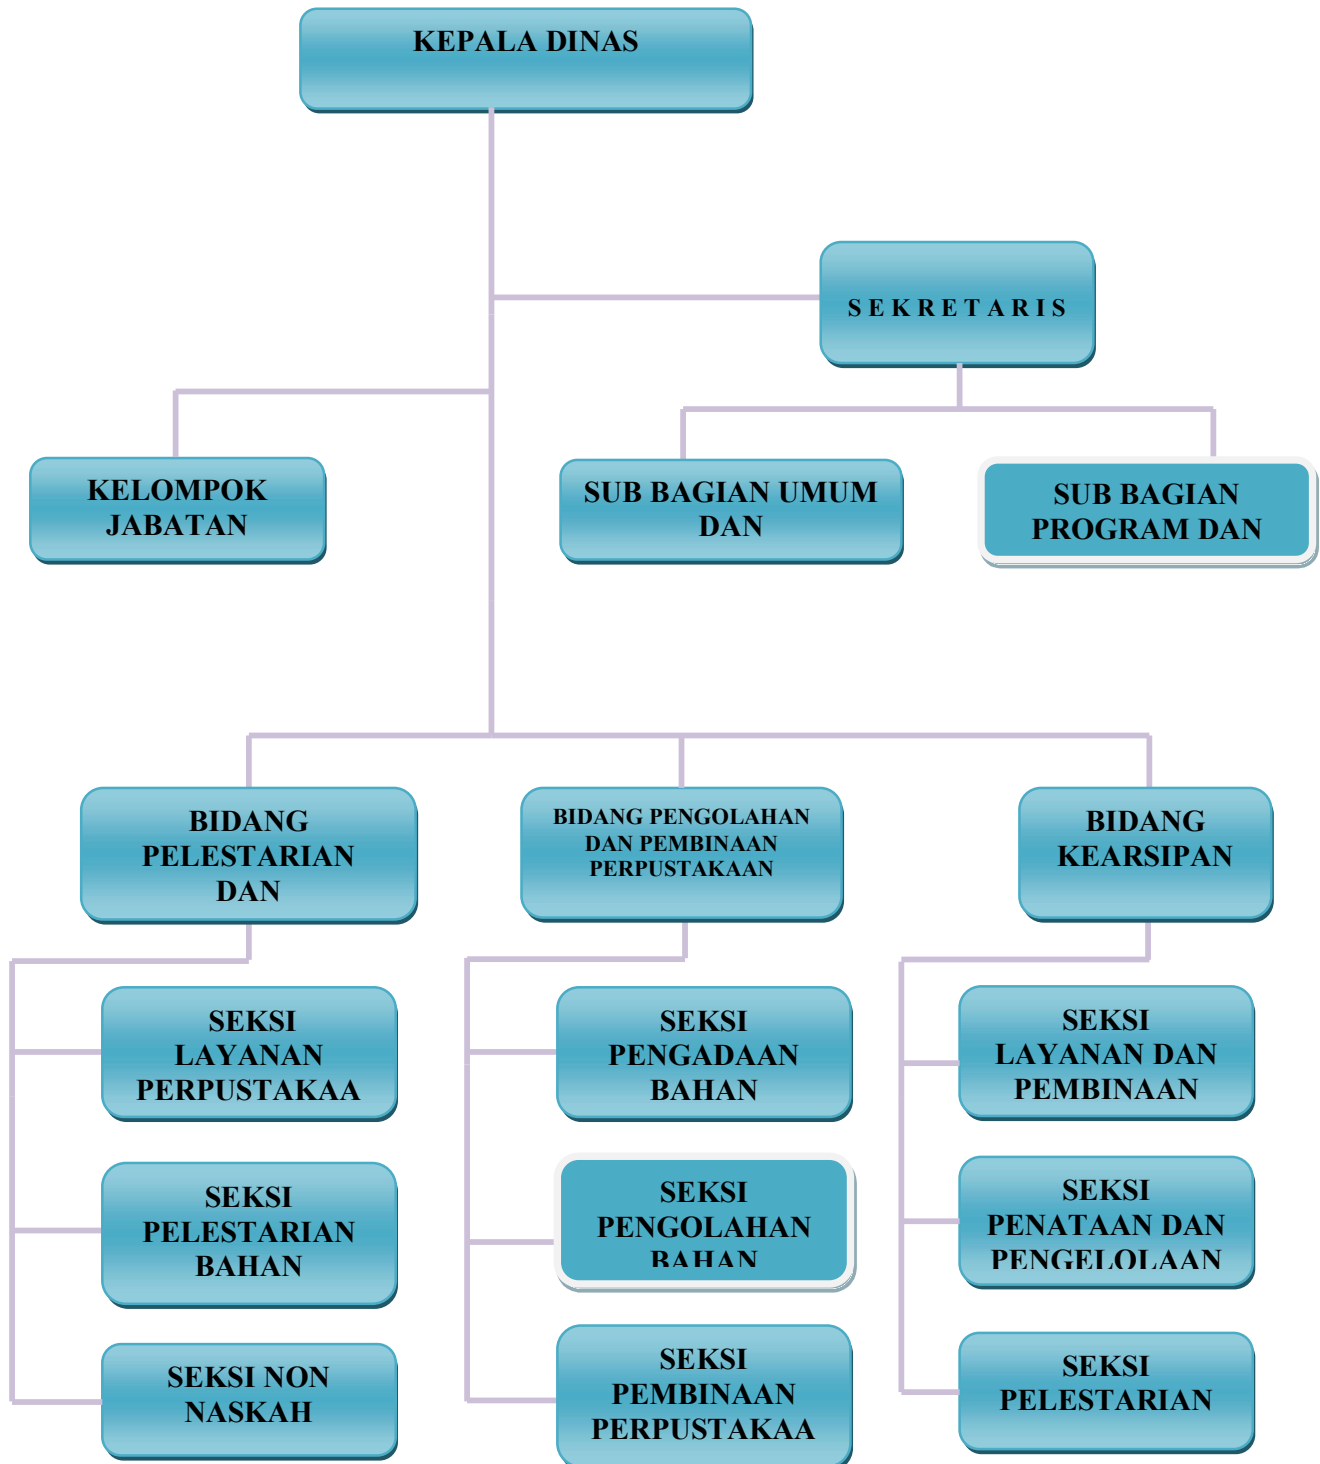 KEPALA DINAS
S E K R E T A R I S
KELOMPOK
JABATAN
SUB BAGIAN UMUM
DAN
SUB BAGIAN
PROGRAM DAN
BIDANG
PELESTARIAN
DAN
BIDANG PENGOLAHAN
DAN PEMBINAAN
PERPUSTAKAAN
BIDANG
KEARSIPAN
SEKSI
LAYANAN
PERPUSTAKAA
SEKSI
PENGADAAN
BAHAN
SEKSI
LAYANAN DAN
PEMBINAAN
SEKSI
PELESTARIAN
BAHAN
SEKSI
PENGOLAHAN
BAHAN
SEKSI
PENATAAN DAN
PENGELOLAAN
SEKSI NON
NASKAH
SEKSI
PEMBINAAN
PERPUSTAKAA
SEKSI
PELESTARIAN